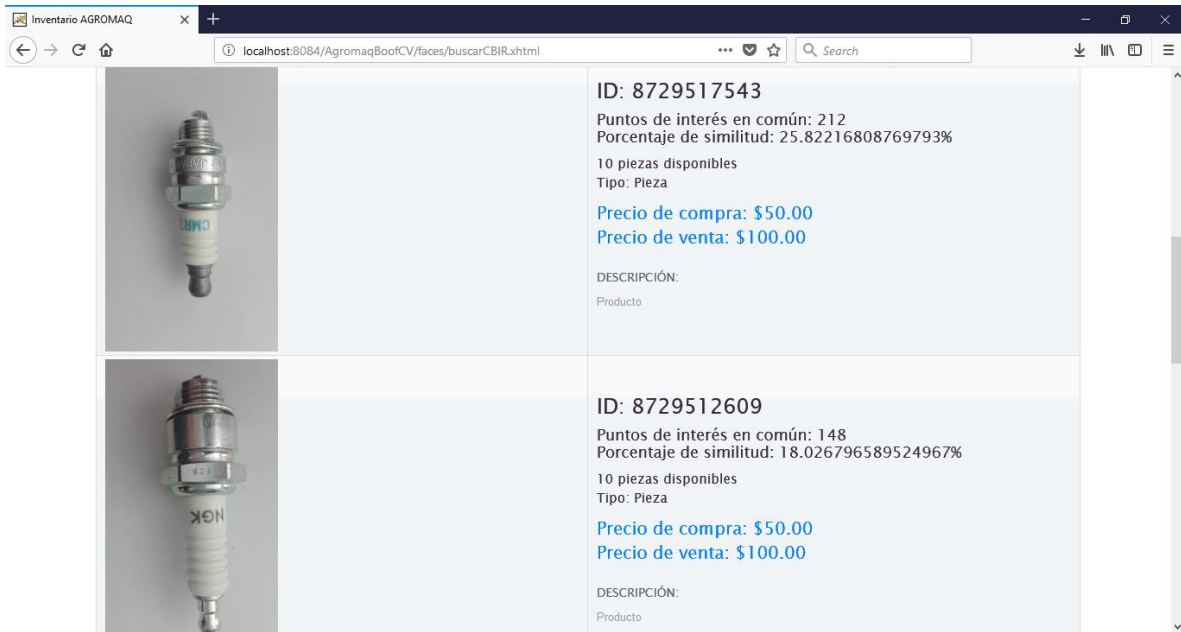 Inventario AGROMAQ
localhost:8084/AgromaqBoofCV/faces/buscarCBIR.xhtml
Search
ID: 8729517543
Puntos de interés en común: 212
Porcentaje de similitud: 25.82216808769793%
10 piezas disponibles
Tipo: Pieza
Precio de compra: $50.00
Precio de venta: $100.00
DESCRIPCIÓN:
Producto
ID: 8729512609
Puntos de interés en común: 148
Porcentaje de similitud: 18.026796589524967%
10 piezas disponibles
Tipo: Pieza
Precio de compra: $50.00
Precio de venta: $100.00
DESCRIPCIÓN:
Producto
NGK